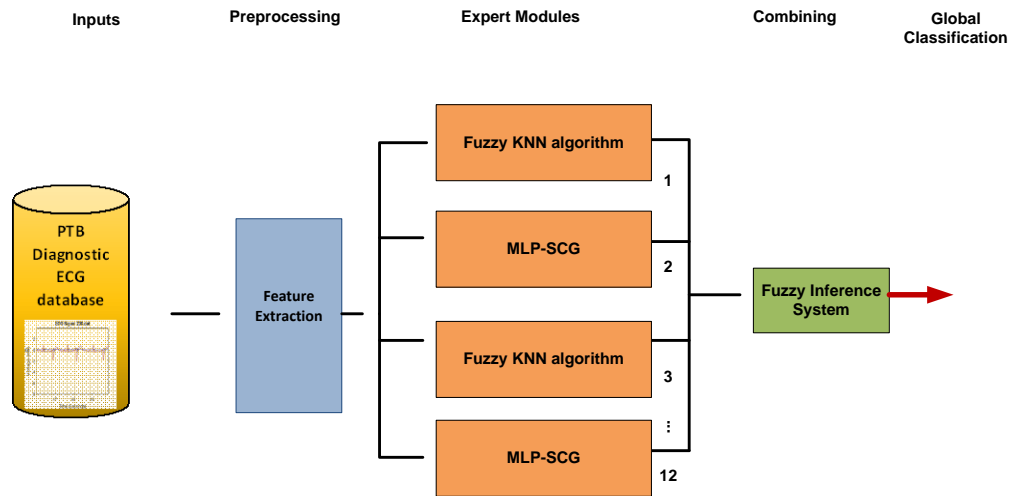 Inputs
Preprocessing
Expert Modules
Combining
Global
Classification
PTB
Diagnostic
ECG
database
Feature
Extraction
Fuzzy KNN algorithm
1
MLP-SCG
2
Fuzzy KNN algorithm
3
⋮
MLP-SCG
12
Fuzzy Inference
System